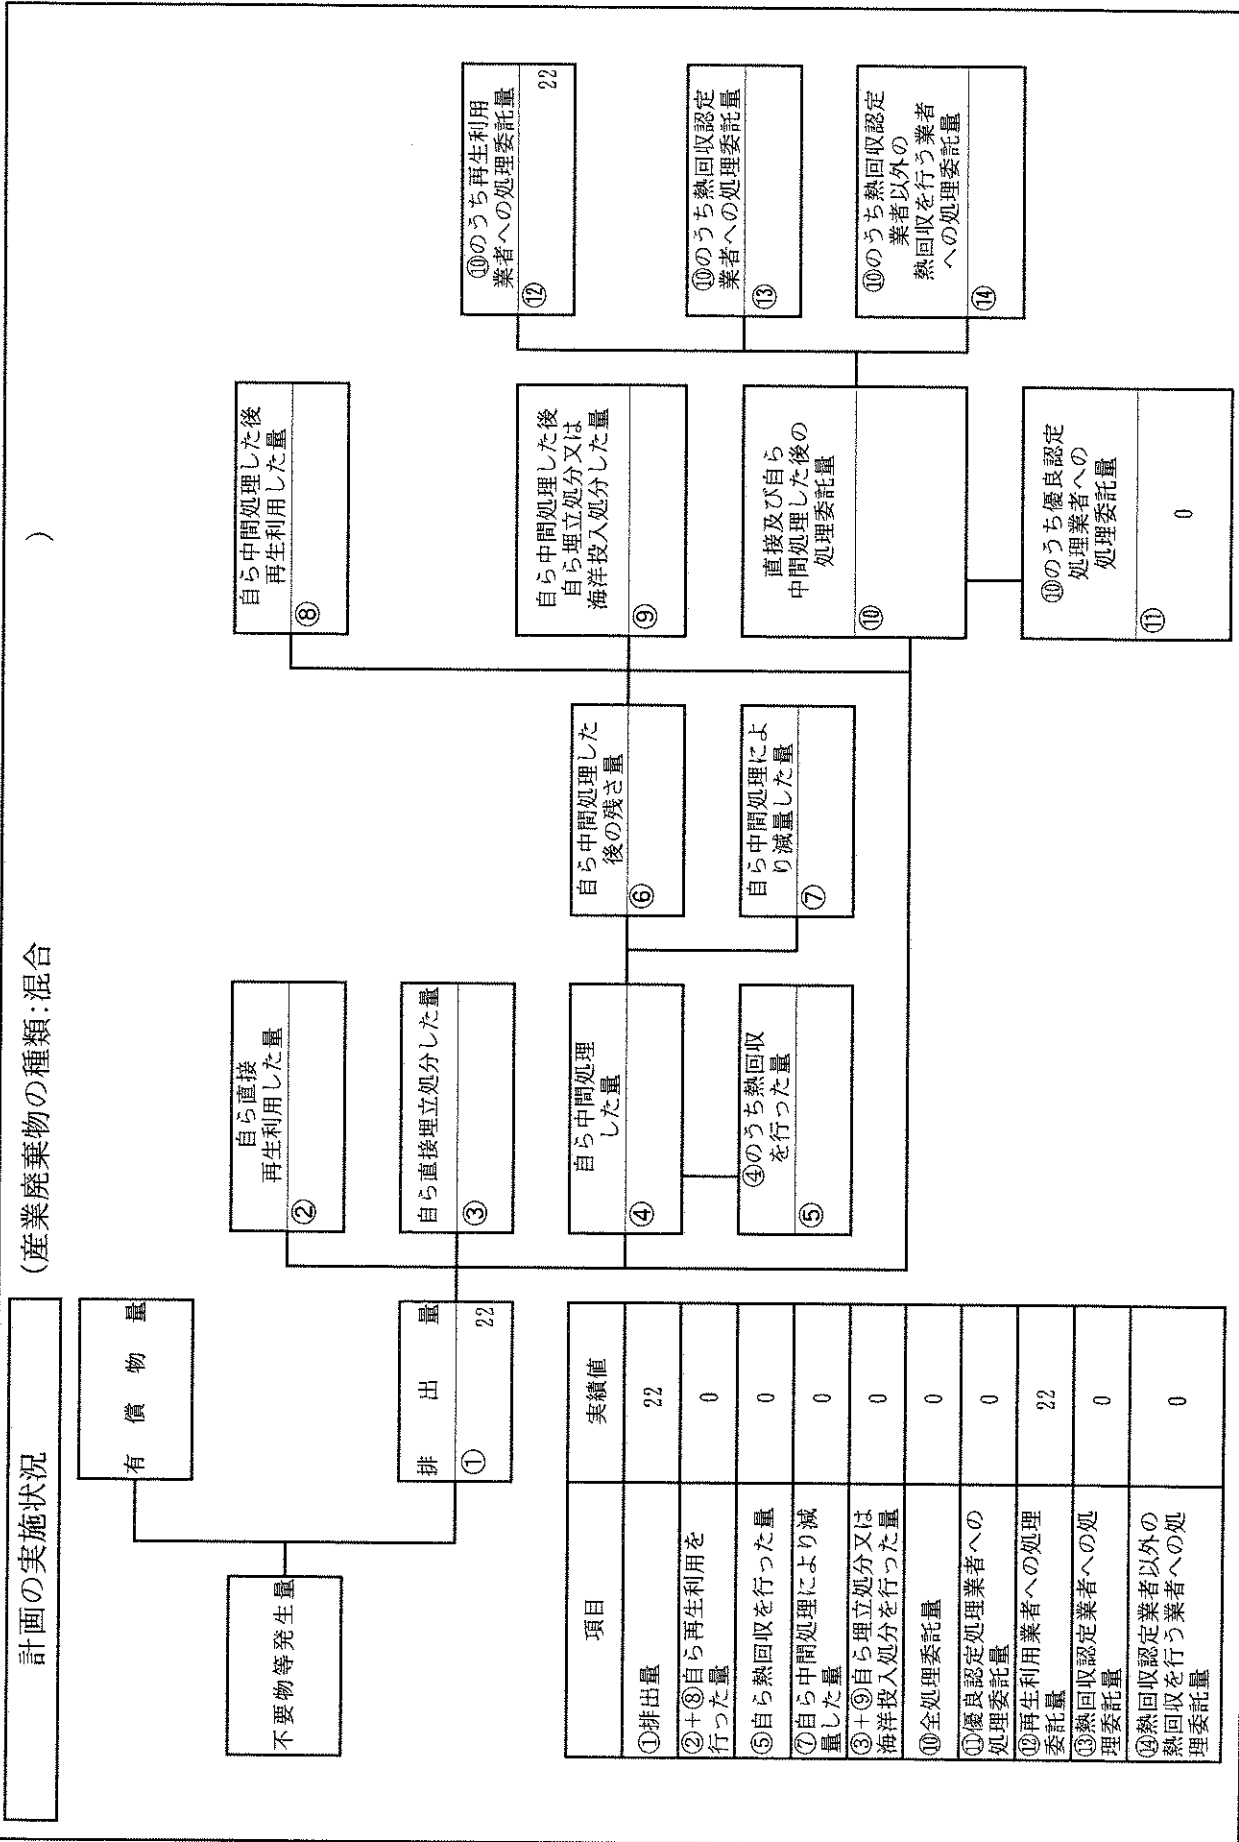 計画の実施状況
(産業廃棄物の種類:混合
)
不要物等発生量
有償物量
排出量
①
22
自ら直接
再生利用した量
②
自ら直接埋立処分した量
③
自ら中間処理
した量
④
④のうち熱回収
を行った量
⑤
自ら中間処理した
後の残さ量
⑥
自ら中間処理によ
り減量した量
⑦
自ら中間処理した後
再生利用した量
⑧
自ら中間処理した後
自ら埋立処分又は
海洋投入処分した量
⑨
直接及び自ら
中間処理した後の
処理委託量
⑩
⑩のうち優良認定
処理業者への
処理委託量
⑪
0
⑩のうち再生利用
業者への処理委託量
⑫
22
⑩のうち熱回収認定
業者への処理委託量
⑬
⑩のうち熱回収認定
業者以外の
熱回収を行う業者
への処理委託量
⑭
項目
実績値
①排出量
22
②+⑧自ら再生利用を
行った量
0
⑤自ら熱回収を行った量
0
⑦自ら中間処理により減
量した量
0
③+⑨自ら埋立処分又は
海洋投入処分を行った量
0
⑩全処理委託量
0
⑪優良認定処理業者への
処理委託量
0
⑫再生利用業者への処理
委託量
22
⑬熱回収認定業者への処
理委託量
0
⑭熱回収認定業者以外の
熱回収を行う業者への処
理委託量
0